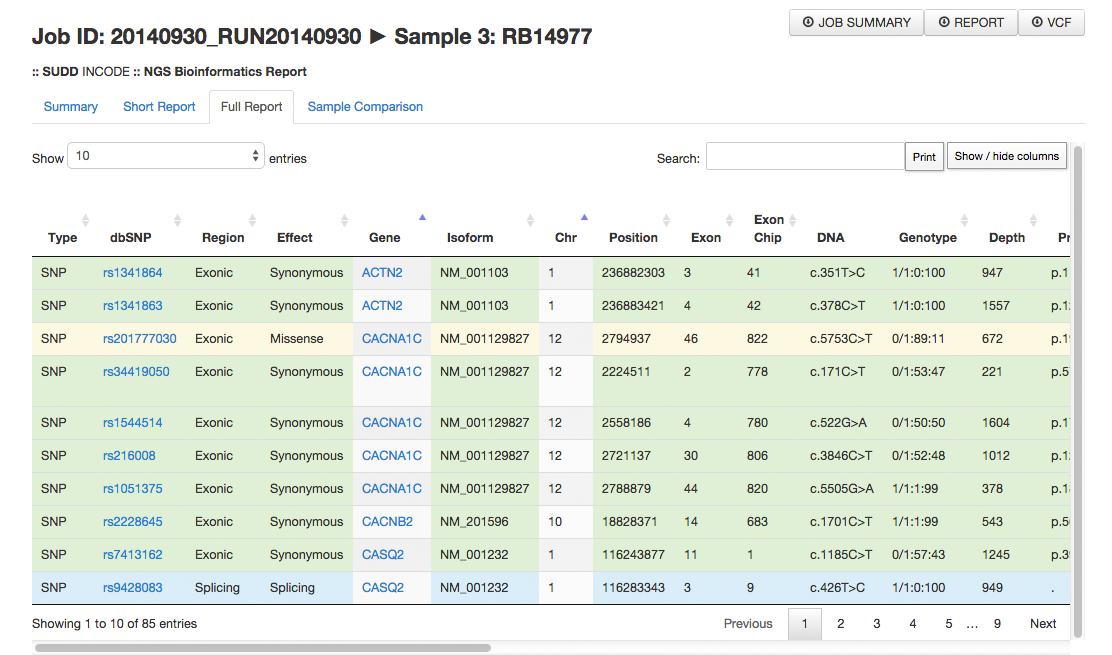 JOB SUMMARY REPORT VCF
Job ID: 20140930_RUN20140930 ► Sample 3: RB14977
:: SUDD INCODE :: NGS Bioinformatics Report
Summary Short Report Full Report Sample Comparison
Show 10 entries Search: Print Show / hide columns
Type dbSNP Region Effect Gene Isoform Chr Position Exon Exon Chip DNA Genotype Depth Pr
SNP rs1341864 Exonic Synonymous ACTN2 NM_001103 1 236882303 3 41 c.351T>C 1/1:0:100 947 p.1
SNP rs1341863 Exonic Synonymous ACTN2 NM_001103 1 236883421 4 42 c.378C>T 1/1:0:100 1557 p.1
SNP rs201777030 Exonic Missense CACNA1C NM_001129827 12 2794937 46 822 c.5753C>T 0/1:89:11 672 p.19
SNP rs34419050 Exonic Synonymous CACNA1C NM_001129827 12 2224511 2 778 c.171C>T 0/1:53:47 221 p.5
SNP rs1544514 Exonic Synonymous CACNA1C NM_001129827 12 2558186 4 780 c.522G>A 0/1:50:50 1604 p.1
SNP rs216008 Exonic Synonymous CACNA1C NM_001129827 12 2721137 30 806 c.3846C>T 0/1:52:48 1012 p.1
SNP rs1051375 Exonic Synonymous CACNA1C NM_001129827 12 2788879 44 820 c.5505G>A 1/1:1:99 378 p.1
SNP rs2228645 Exonic Synonymous CACNB2 NM_201596 10 18828371 14 683 c.1701C>T 1/1:1:99 543 p.5
SNP rs7413162 Exonic Synonymous CASQ2 NM_001232 1 116243877 11 1 c.1185C>T 0/1:57:43 1245 p.3
SNP rs9428083 Splicing Splicing CASQ2 NM_001232 1 116283343 3 9 c.426T>C 1/1:0:100 949 .
Showing 1 to 10 of 85 entries Previous 1 2 3 4 5 ... 9 Next